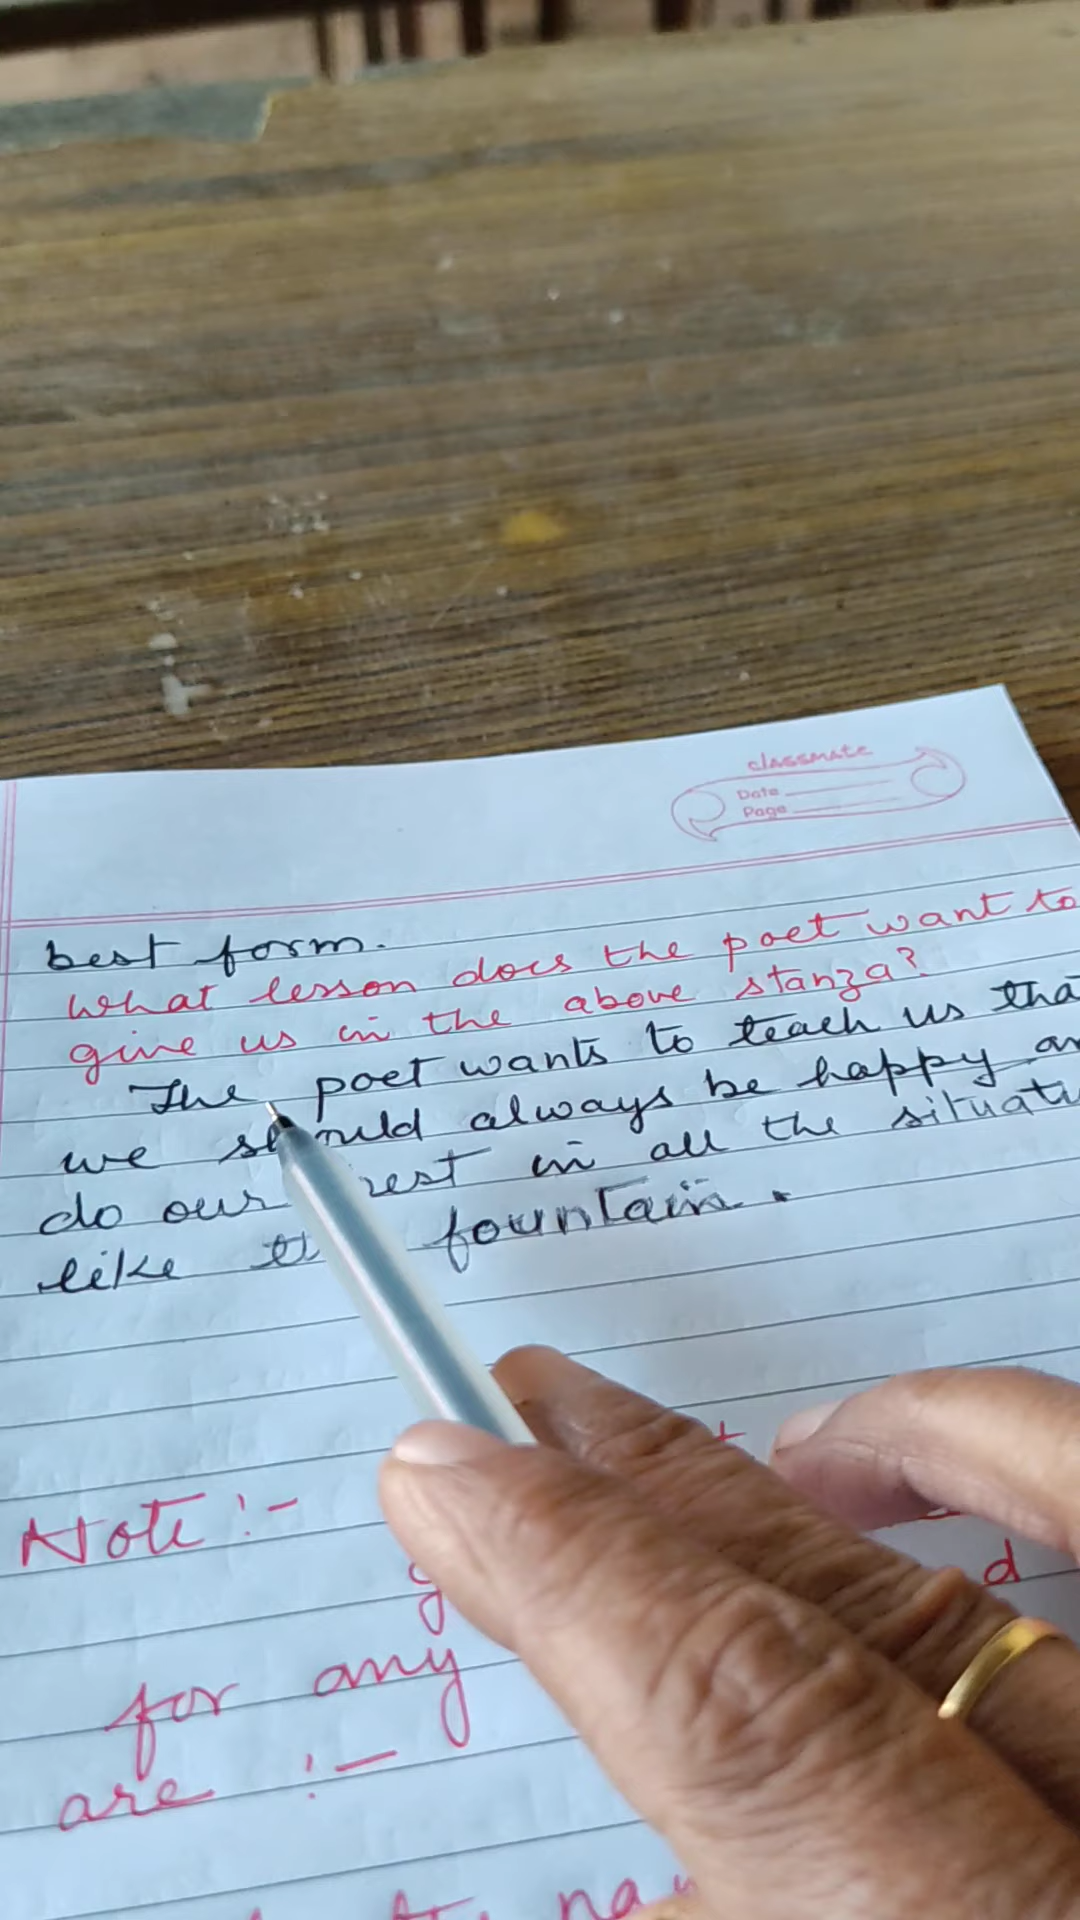 classmate
Date
Page
best form.
What lesson does the poet want to
give us in the above stanza?
The poet wants to teach us
we should always be happy
do our in all the
like fountain.
Note :-
for any
are :-